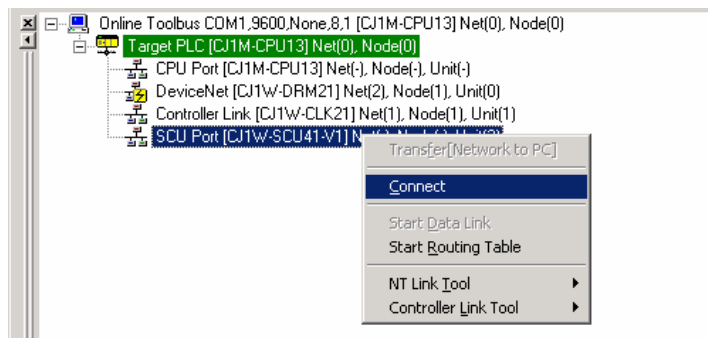 Online Toolbus COM1,9600,None,8,1 [CJ1M-CPU13] Net(0), Node(0)
Target PLC [CJ1M-CPU13] Net(0), Node(0)
CPU Port [CJ1M-CPU13] Net(-), Node(-), Unit(-)
DeviceNet [CJ1W-DRM21] Net(2), Node(1), Unit(0)
Controller Link [CJ1W-CLK21] Net(1), Node(1), Unit(1)
SCU Port [CJ1W-SCU41-V1]
Transfer[Network to PC]
Connect
Start Data Link
Start Routing Table
NT Link Tool
Controller Link Tool